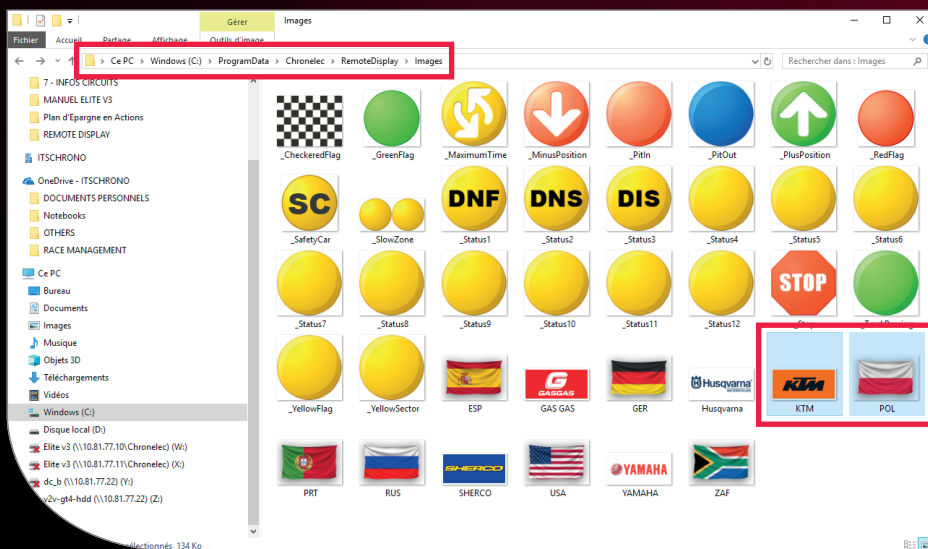 Gérer
Images
Fichier
Accueil
Partage
Affichage
Outils d'image
> Ce PC > Windows (C:) > ProgramData > Chronelec > RemoteDisplay > Images
Rechercher dans : Images
7 - INFOS CIRCUITS
MANUEL ELITE V3
Plan d'Epargne en Actions
REMOTE DISPLAY
ITSCHRONO
OneDrive - ITSCHRONO
DOCUMENTS PERSONNELS
Notebooks
OTHERS
RACE MANAGEMENT
Ce PC
Bureau
Documents
Images
Musique
Objets 3D
Téléchargements
Vidéos
Windows (C:)
Disque local (D:)
Elite v3 (\\10.81.77.10\Chronelec) (W:)
Elite v3 (\\10.81.77.11\Chronelec) (X:)
dc_b (\\10.81.77.22) (Y:)
v2v-gt4-hdd (\\10.81.77.22) (Z:)
sélectionnés 134 Ko
_CheckeredFlag _GreenFlag _MaximumTime _MinusPosition _PitIn _PitOut _PlusPosition _RedFlag
SC DNF DNS DIS
_SafetyCar _SlowZone _Status1 _Status2 _Status3 _Status4 _Status5 _Status6
STOP
_Status7 _Status8 _Status9 _Status10 _Status11 _Status12
G GASGAS Husqvarna KTM
_YellowFlag _YellowSector ESP GAS GAS GER Husqvarna KTM POL
SHERCO YAMAHA
PRT RUS SHERCO USA YAMAHA ZAF